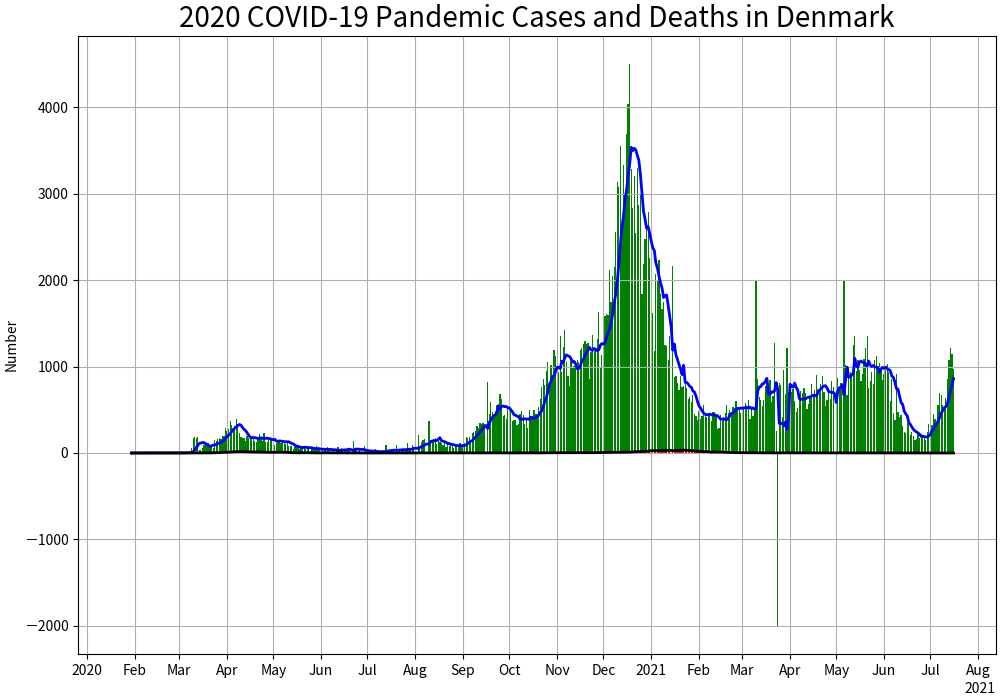 2020 COVID-19 Pandemic Cases and Deaths in Denmark
Number
4000
3000
2000
1000
0
−1000
−2000
2020 Feb Mar Apr May Jun Jul Aug Sep Oct Nov Dec 2021 Feb Mar Apr May Jun Jul Aug
2021